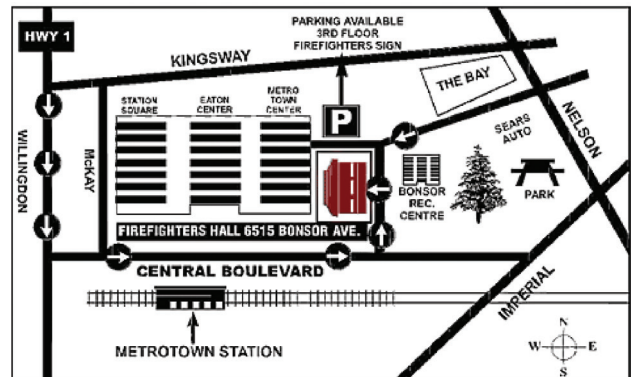 HWY 1
PARKING AVAILABLE
3RD FLOOR
FIREFIGHTERS SIGN
KINGSWAY
THE BAY
NELSON
STATION
SQUARE
EATON
CENTER
METRO
TOWN
CENTER
P
SEARS
AUTO
WILLINGDON
McKAY
BONSOR
REC.
CENTRE
PARK
FIREFIGHTERS HALL 6515 BONSOR AVE.
CENTRAL BOULEVARD
IMPERIAL
METROTOWN STATION
N
W
E
S